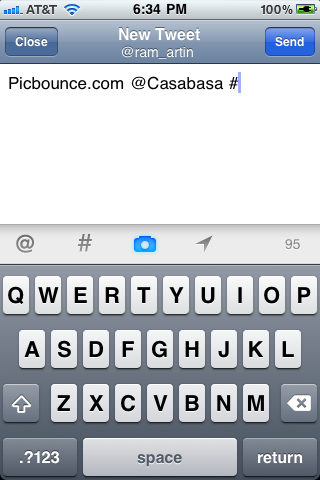 AT&T 6:34 PM 100%
Close New Tweet Send
@ram_artin
Picbounce.com @Casabasa #
@ # 95
Q W E R T Y U I O P
A S D F G H J K L
Z X C V B N M
.?123 space return